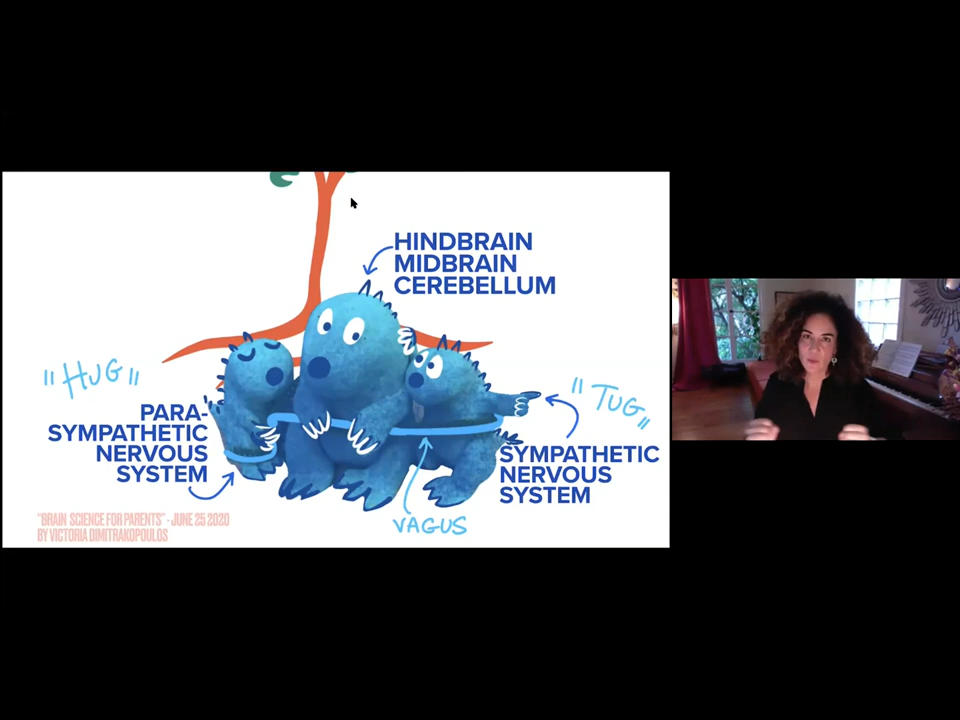 HINDBRAIN
MIDBRAIN
CEREBELLUM
"HUG"
PARA-
SYMPATHETIC
NERVOUS
SYSTEM
"TUG"
SYMPATHETIC
NERVOUS
SYSTEM
VAGUS
"BRAIN SCIENCE FOR PARENTS" - JUNE 25 2020
BY VICTORIA DIMITRAKOPOULOS